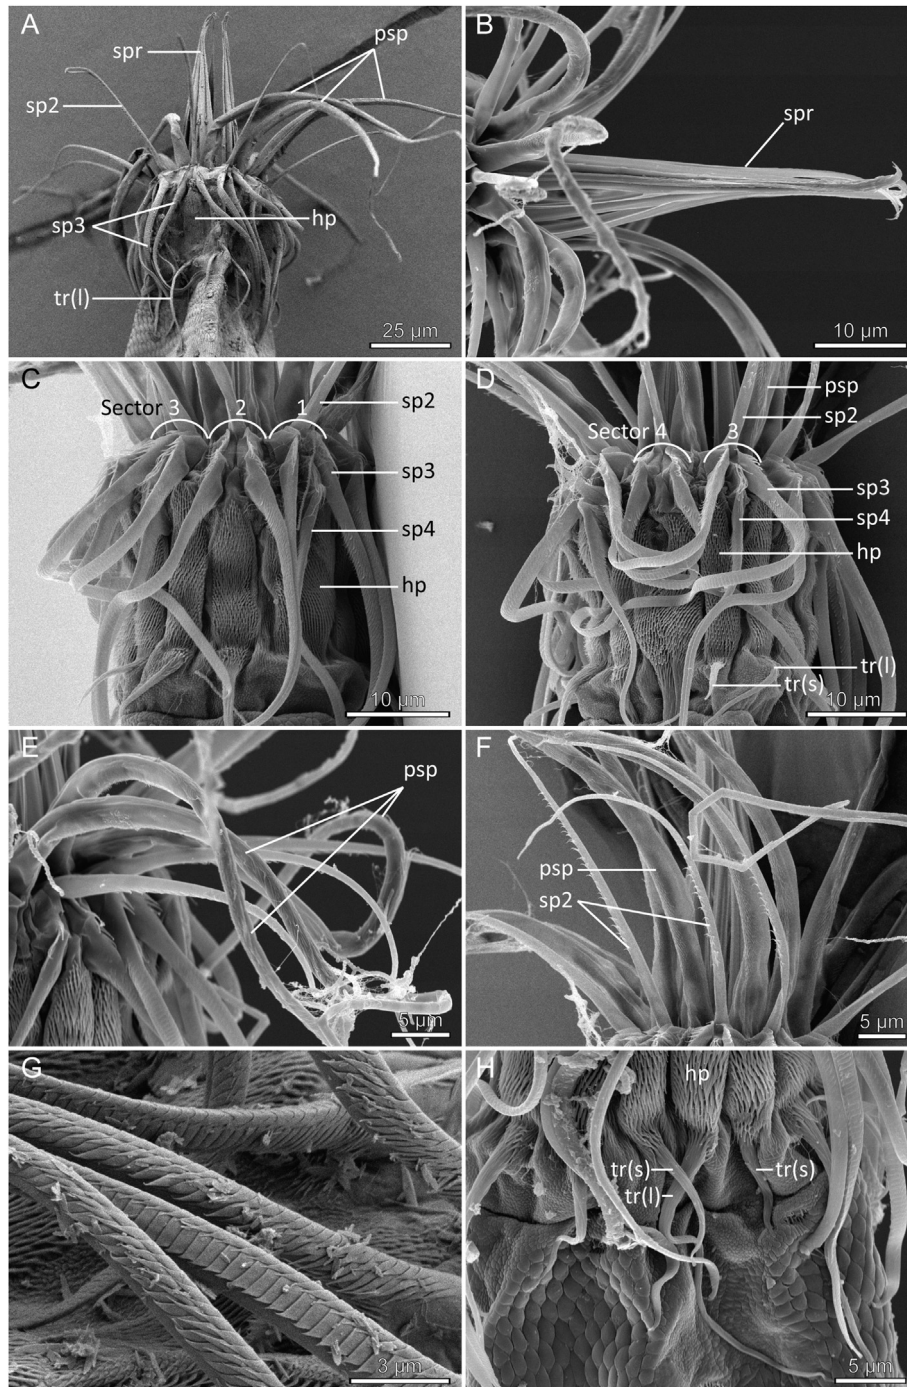 A
spr
psp
sp2
sp3
hp
tr(l)
25 µm
B
spr
10 µm
C
Sector 3 2 1
sp2
sp3
sp4
hp
10 µm
D
Sector 4 3
psp
sp2
sp3
sp4
hp
tr(l)
tr(s)
10 µm
E
psp
5 µm
F
psp
sp2
5 µm
G
3 µm
H
hp
tr(s)
tr(s)
tr(l)
5 µm